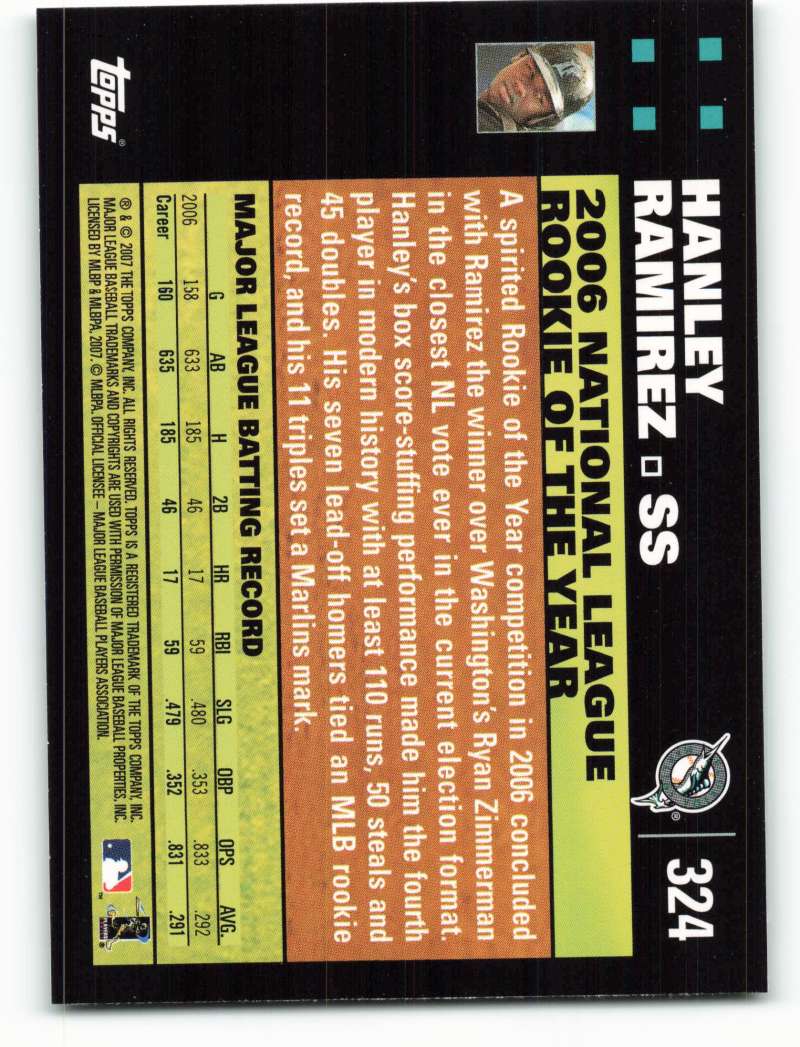 HANLEY
RAMIREZ □ SS
324
2006 NATIONAL LEAGUE
ROOKIE OF THE YEAR
A spirited Rookie of the Year competition in 2006 concluded
with Ramirez the winner over Washington's Ryan Zimmerman
in the closest NL vote ever in the current election format.
Hanley's box score-stuffing performance made him the fourth
player in modern history with at least 110 runs, 50 steals and
45 doubles. His seven lead-off homers tied an MLB rookie
record, and his 11 triples set a Marlins mark.
MAJOR LEAGUE BATTING RECORD
G AB H 2B HR RBI SLG OBP OPS AVG.
2006 158 633 185 46 17 59 .480 .353 .833 .292
Career 160 635 185 46 17 59 .479 .352 .831 .291
® & © 2007 THE TOPPS COMPANY, INC. ALL RIGHTS RESERVED. TOPPS IS A REGISTERED TRADEMARK OF THE TOPPS COMPANY, INC.
MAJOR LEAGUE BASEBALL TRADEMARKS AND COPYRIGHTS ARE USED WITH PERMISSION OF MAJOR LEAGUE BASEBALL PROPERTIES, INC.
LICENSED BY MLBP & MLBPA, 2007. © MLBPA. OFFICIAL LICENSEE – MAJOR LEAGUE BASEBALL PLAYERS ASSOCIATION.
topps®